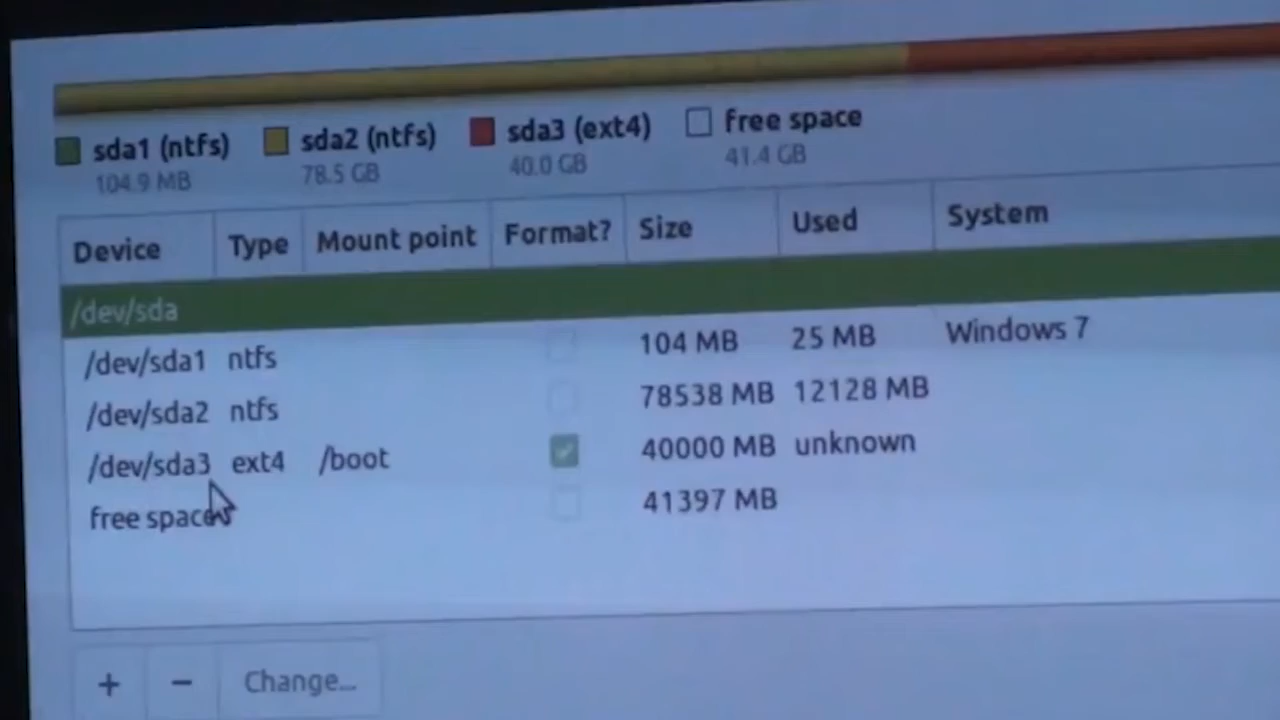 sda1 (ntfs) sda2 (ntfs) sda3 (ext4) free space
104.9 MB 78.5 GB 40.0 GB 41.4 GB
Device Type Mount point Format? Size Used System
/dev/sda
/dev/sda1 ntfs 104 MB 25 MB Windows 7
/dev/sda2 ntfs 78538 MB 12128 MB
/dev/sda3 ext4 /boot 40000 MB unknown
free space 41397 MB
+ − Change...